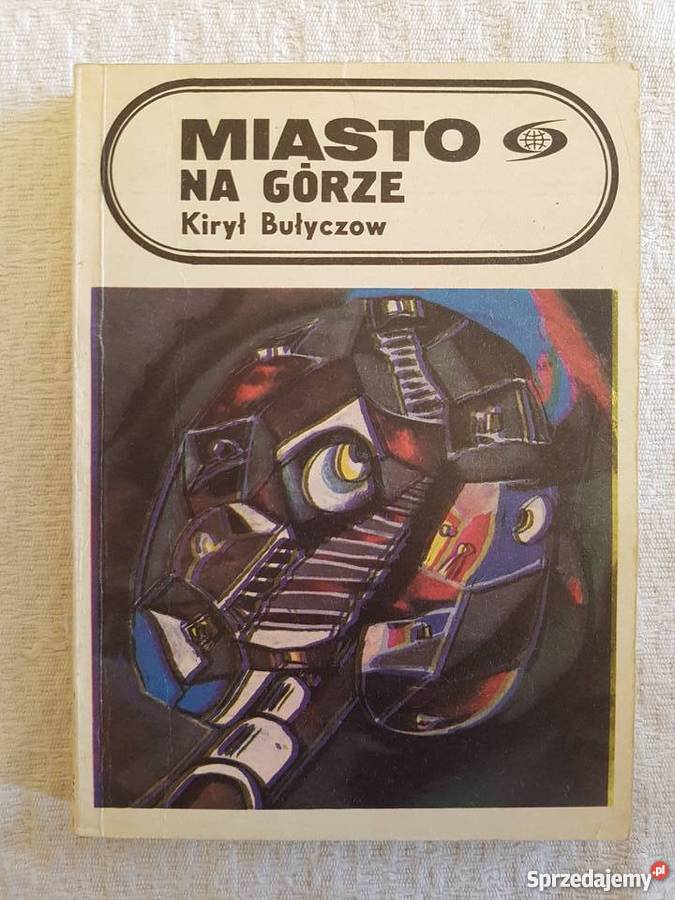 MIASTO
NA GÓRZE
Kirył Bułyczow
Sprzedajemy.pl